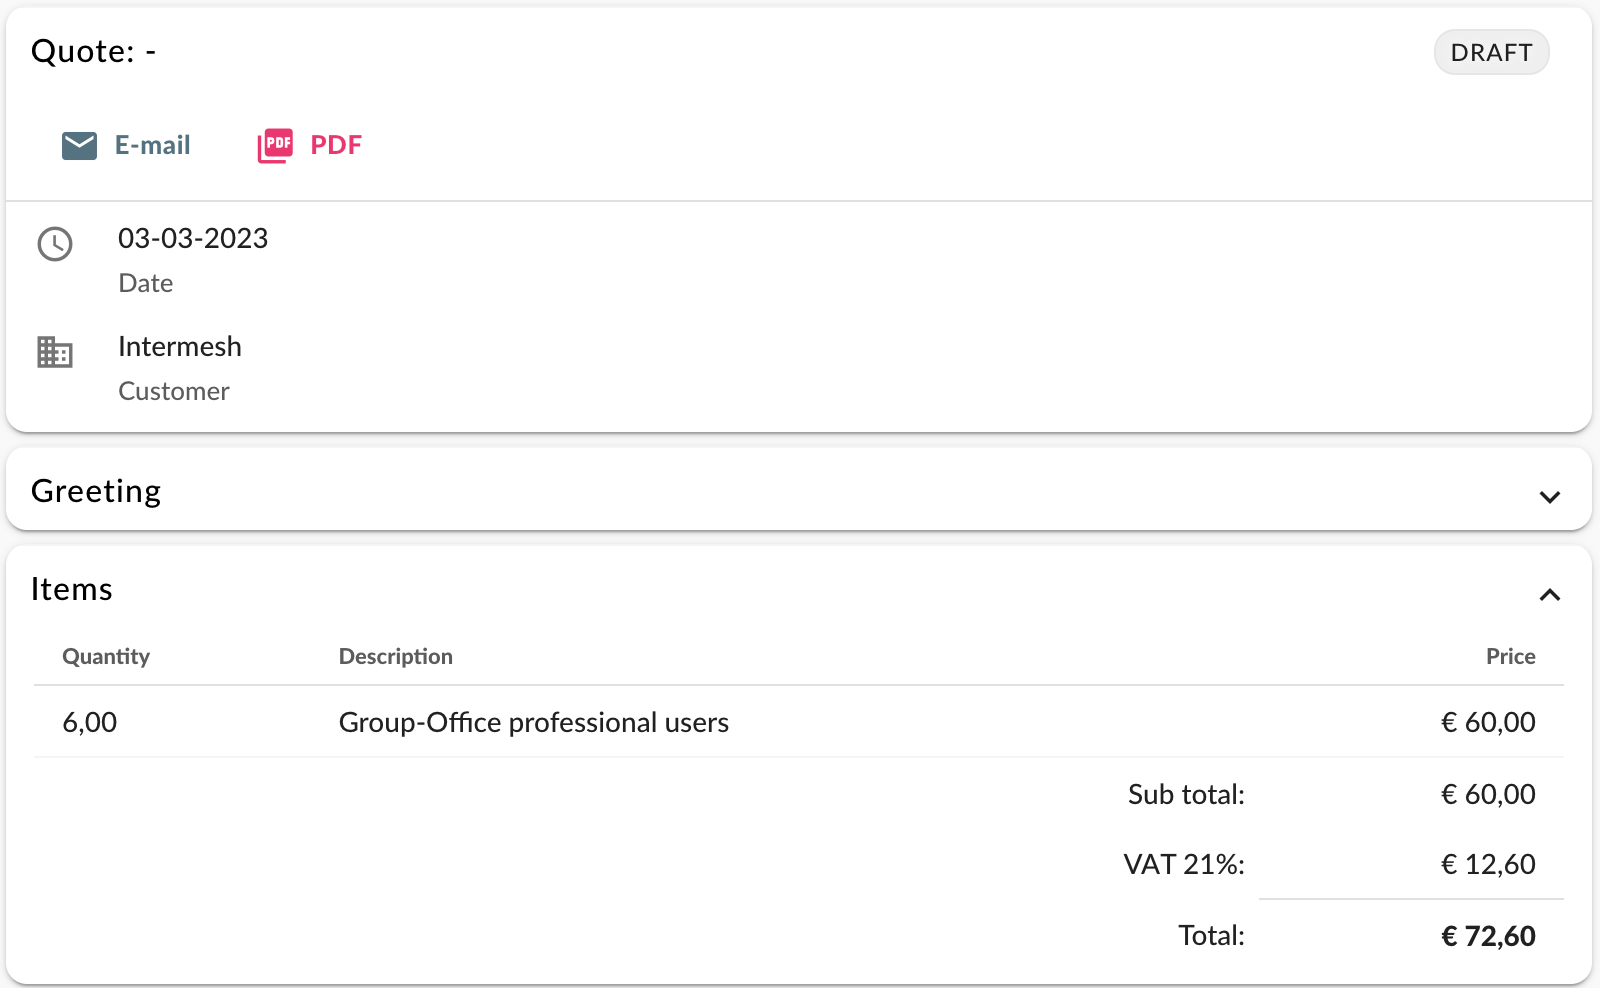 Quote: - DRAFT
E-mail PDF PDF
03-03-2023
Date
Intermesh
Customer
Greeting
Items
Quantity Description Price
6,00 Group-Office professional users € 60,00
Sub total: € 60,00
VAT 21%: € 12,60
Total: € 72,60